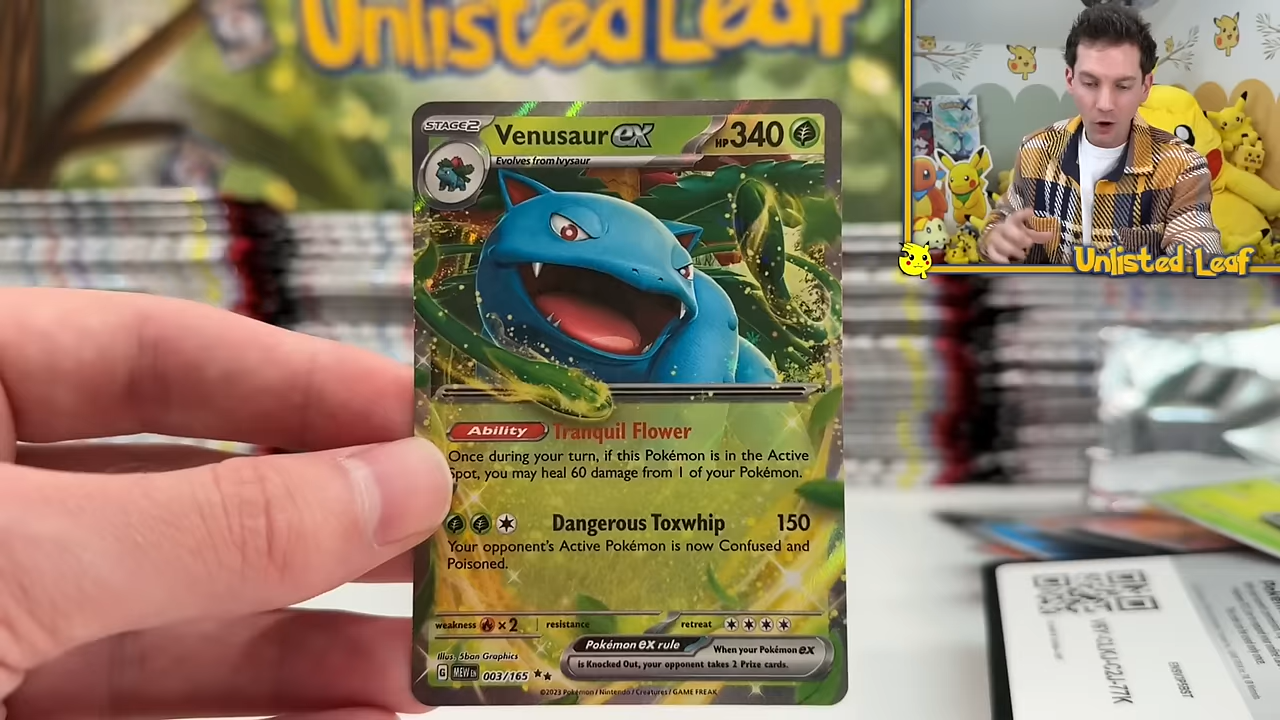 Unlisted Leaf
STAGE2
Venusaur ex
HP 340
Evolves from Ivysaur
Unlisted Leaf
Ability Tranquil Flower
Once during your turn, if this Pokémon is in the Active
Spot, you may heal 60 damage from 1 of your Pokémon.
Dangerous Toxwhip 150
Your opponent's Active Pokémon is now Confused and
Poisoned.
weakness ×2 resistance retreat
Pokémon ex rule
When your Pokémon ex
is Knocked Out, your opponent takes 2 Prize cards.
Illus. 5ban Graphics
G MEW EN 003/165
©2023 Pokémon / Nintendo / Creatures / GAME FREAK